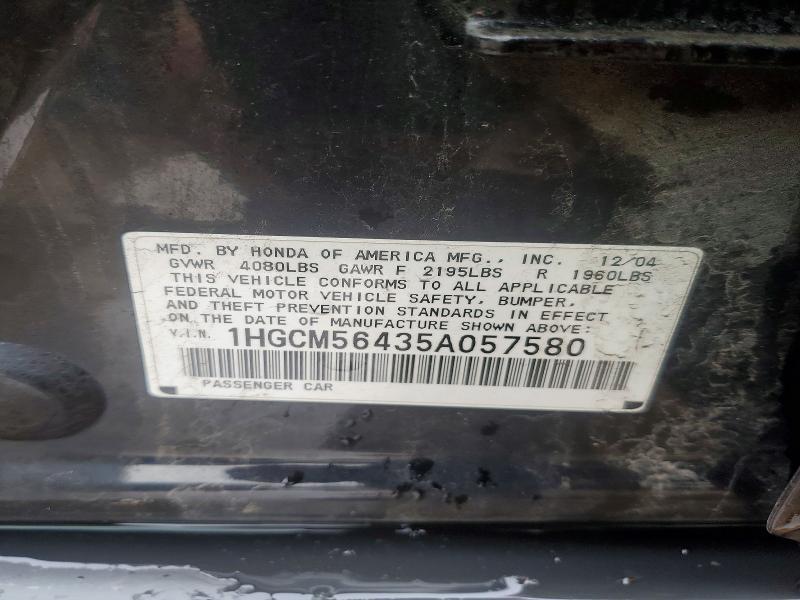 MFD. BY HONDA OF AMERICA MFG., INC. 12/04
GVWR 4080LBS GAWR F 2195LBS R 1960LBS
THIS VEHICLE CONFORMS TO ALL APPLICABLE
FEDERAL MOTOR VEHICLE SAFETY, BUMPER,
AND THEFT PREVENTION STANDARDS IN EFFECT
ON THE DATE OF MANUFACTURE SHOWN ABOVE:
V.I.N. 1HGCM56435A057580
PASSENGER CAR